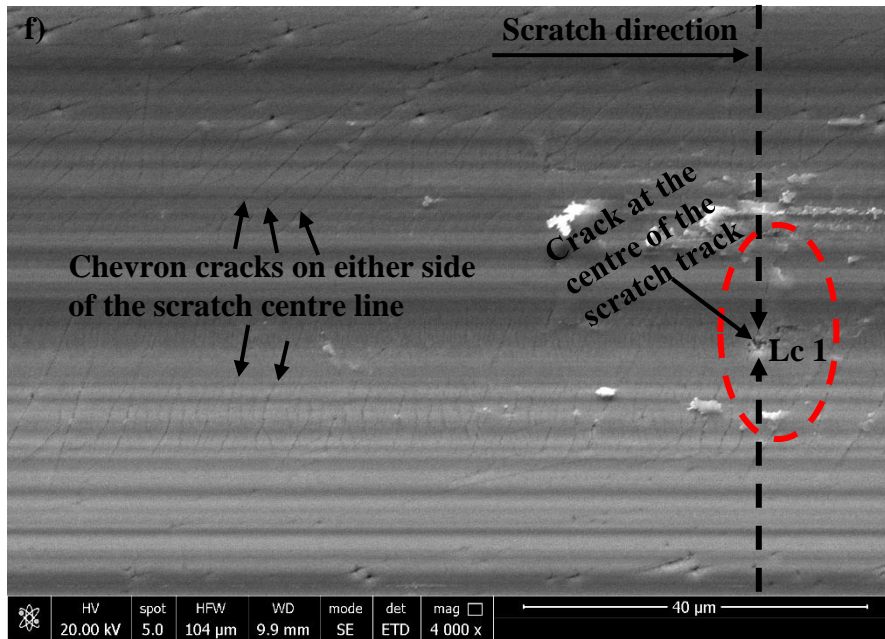 f)
Scratch direction
Crack at the
centre of the
scratch track
Chevron cracks on either side
of the scratch centre line
Lc 1
HV
spot
HFW
WD
mode
det
mag □
20.00 kV
5.0
104 µm
9.9 mm
SE
ETD
4 000 x
40 µm